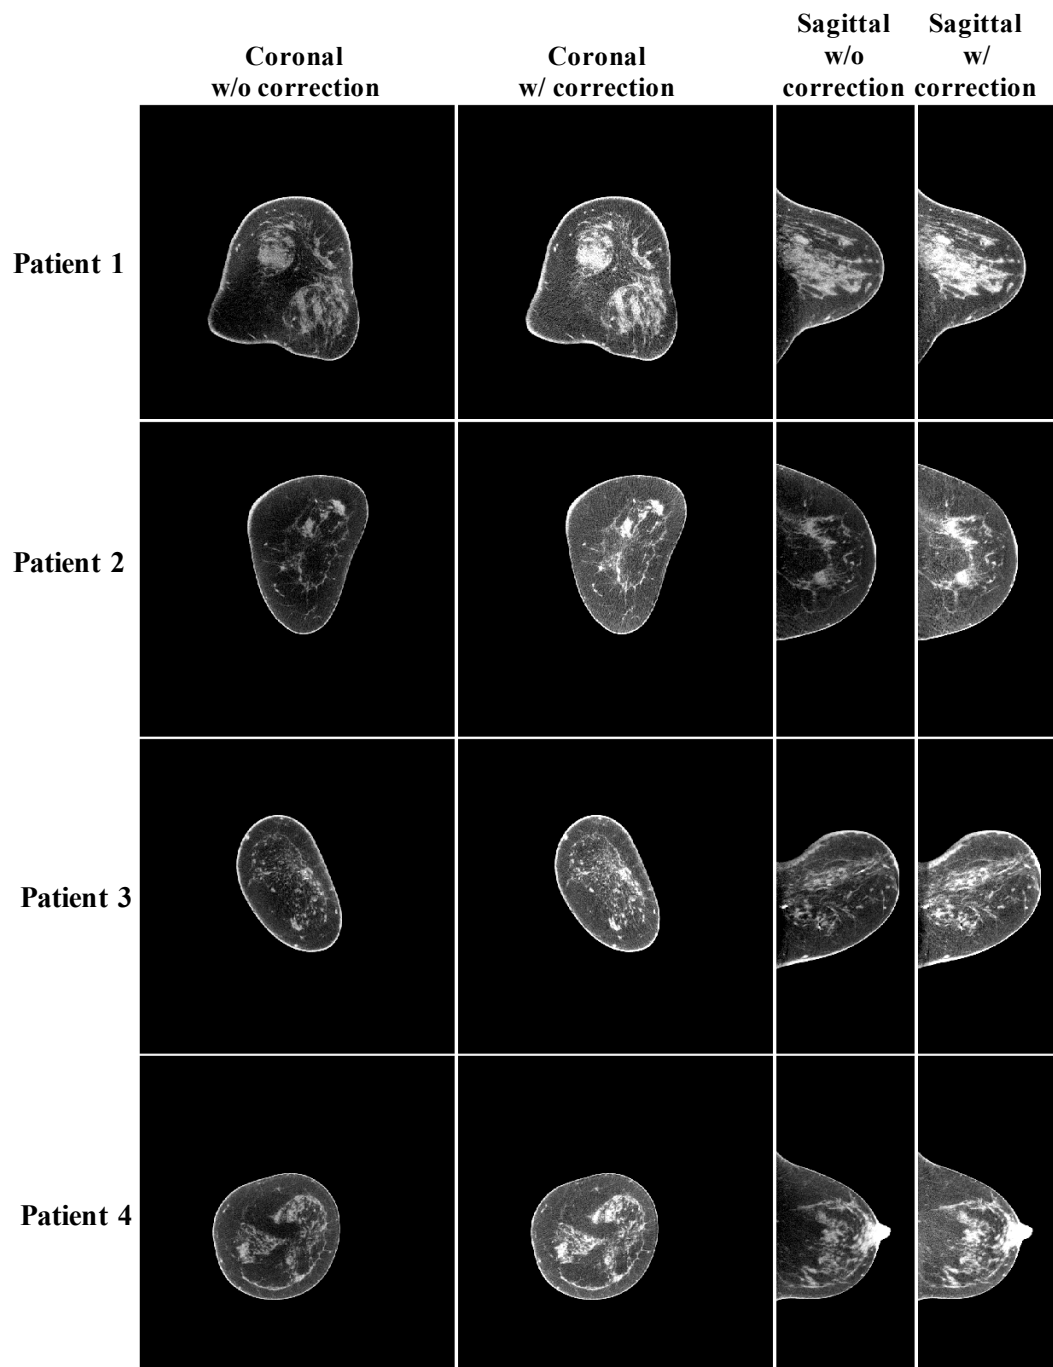 Coronal
w/o correction
Coronal
w/ correction
Sagittal
w/o
correction
Sagittal
w/
correction
Patient 1
Patient 2
Patient 3
Patient 4